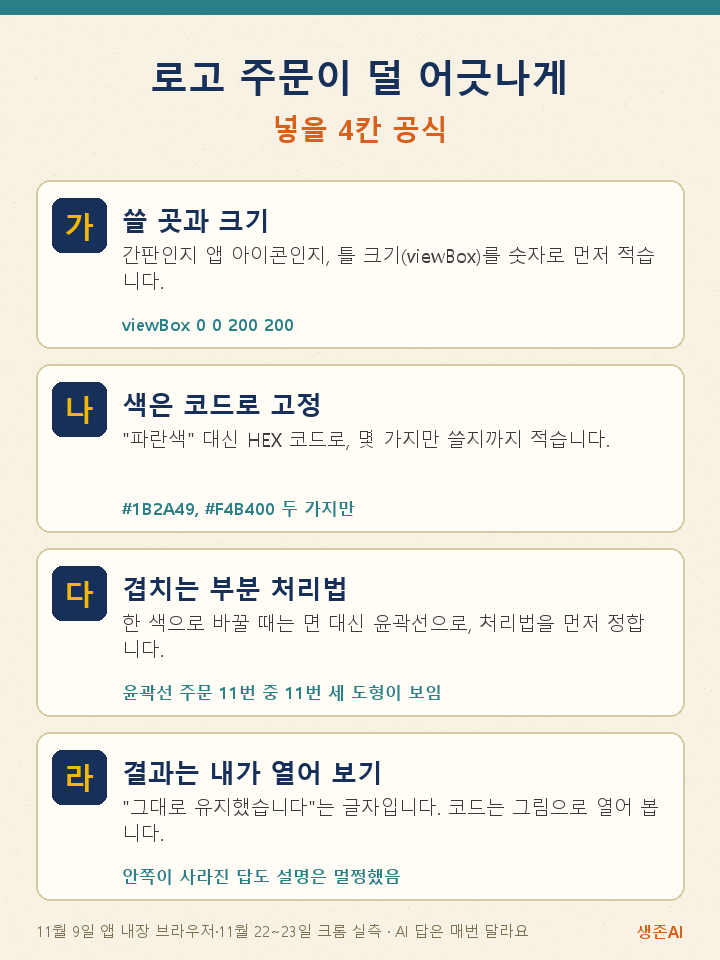 로고 주문이 덜 어긋나게
넣을 4칸 공식
가
쓸 곳과 크기
간판인지 앱 아이콘인지, 틀 크기(viewBox)를 숫자로 먼저 적습
니다.
viewBox 0 0 200 200
나
색은 코드로 고정
"파란색" 대신 HEX 코드로, 몇 가지만 쓸지까지 적습니다.
#1B2A49, #F4B400 두 가지만
다
겹치는 부분 처리법
한 색으로 바꿀 때는 면 대신 윤곽선으로, 처리법을 먼저 정합
니다.
윤곽선 주문 11번 중 11번 세 도형이 보임
라
결과는 내가 열어 보기
"그대로 유지했습니다"는 글자입니다. 코드는 그림으로 열어 봅
니다.
안쪽이 사라진 답도 설명은 멀쩡했음
11월 9일 앱 내장 브라우저·11월 22~23일 크롬 실측 · AI 답은 매번 달라요
생존AI